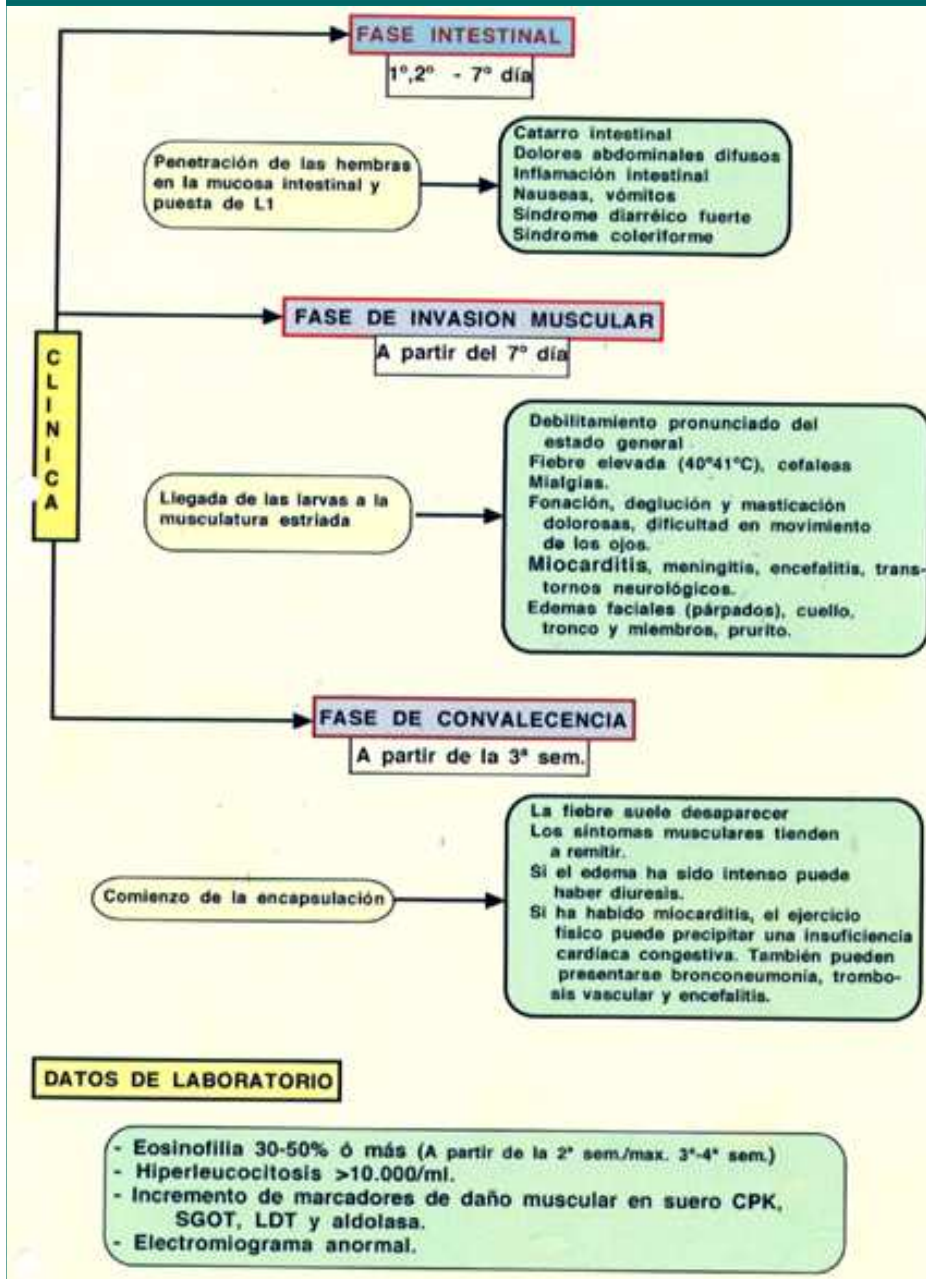 FASE INTESTINAL
1º,2º - 7º día
Penetración de las hembras
en la mucosa intestinal y
puesta de L1
Catarro intestinal
Dolores abdominales difusos
Inflamación intestinal
Nauseas, vómitos
Síndrome diarréico fuerte
Síndrome coleriforme
FASE DE INVASION MUSCULAR
A partir del 7º día
CLINICA
Llegada de las larvas a la
musculatura estriada
Debilitamiento pronunciado del
estado general
Fiebre elevada (40º41ºC), cefaleas
Mialgias.
Fonación, deglución y masticación
dolorosas, dificultad en movimiento
de los ojos.
Miocarditis, meningitis, encefalitis, trans-
tornos neurológicos.
Edemas faciales (párpados), cuello,
tronco y miembros, prurito.
FASE DE CONVALECENCIA
A partir de la 3ª sem.
Comienzo de la encapsulación
La fiebre suele desaparecer
Los síntomas musculares tienden
a remitir.
Si el edema ha sido intenso puede
haber diuresis.
Si ha habido miocarditis, el ejercicio
físico puede precipitar una insuficiencia
cardíaca congestiva. También pueden
presentarse bronconeumonía, trombo-
sis vascular y encefalitis.
DATOS DE LABORATORIO
- Eosinofilia 30-50% ó más (A partir de la 2ª sem./max. 3ª-4ª sem.)
- Hiperleucocitosis >10.000/ml.
- Incremento de marcadores de daño muscular en suero CPK,
SGOT, LDT y aldolasa.
- Electromiograma anormal.